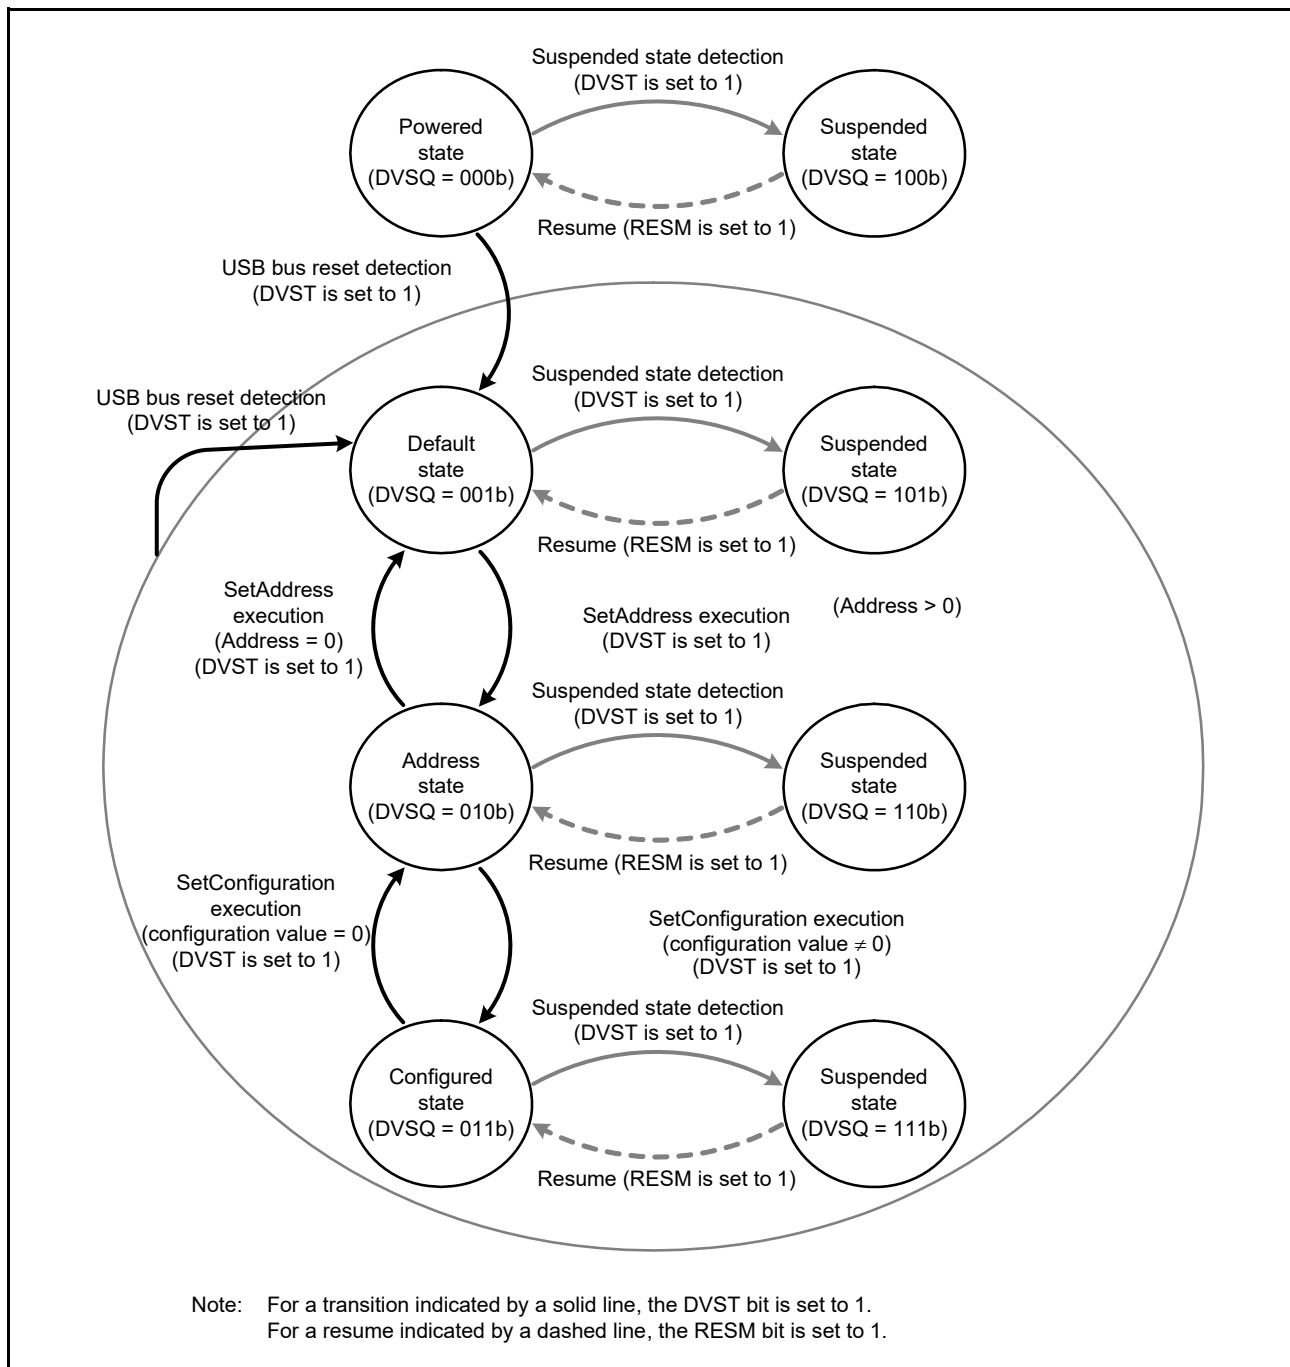 Suspended state detection
(DVST is set to 1)
Powered
state
(DVSQ = 000b)
Suspended
state
(DVSQ = 100b)
Resume (RESM is set to 1)
USB bus reset detection
(DVST is set to 1)
USB bus reset detection
(DVST is set to 1)
Suspended state detection
(DVST is set to 1)
Default
state
(DVSQ = 001b)
Suspended
state
(DVSQ = 101b)
Resume (RESM is set to 1)
SetAddress
execution
(Address = 0)
(DVST is set to 1)
SetAddress execution
(DVST is set to 1)
(Address > 0)
Suspended state detection
(DVST is set to 1)
Address
state
(DVSQ = 010b)
Suspended
state
(DVSQ = 110b)
Resume (RESM is set to 1)
SetConfiguration
execution
(configuration value = 0)
(DVST is set to 1)
SetConfiguration execution
(configuration value ≠ 0)
(DVST is set to 1)
Suspended state detection
(DVST is set to 1)
Configured
state
(DVSQ = 011b)
Suspended
state
(DVSQ = 111b)
Resume (RESM is set to 1)
Note: For a transition indicated by a solid line, the DVST bit is set to 1.
For a resume indicated by a dashed line, the RESM bit is set to 1.